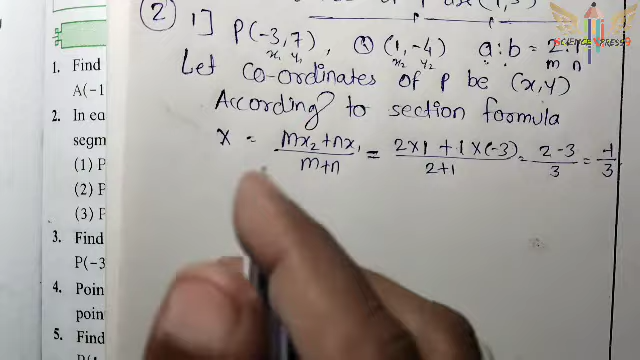 SCIENCE XPRESS
(2) 1] P(-3,7), Q(1,-4) a:b = 2:1
x₁ y₁ x₂ y₂ m n
Let Co-ordinates of P be (x,y)
According to section formula
x = mx₂+nx₁/m+n = 2×1 + 1×(-3)/2+1 = 2-3/3 = -1/3
1. Find
A(-1
2. In ea
segm
(1) P
(2) P
(3) P
3. Find
P(-3
4. Poin
poin
5. Find